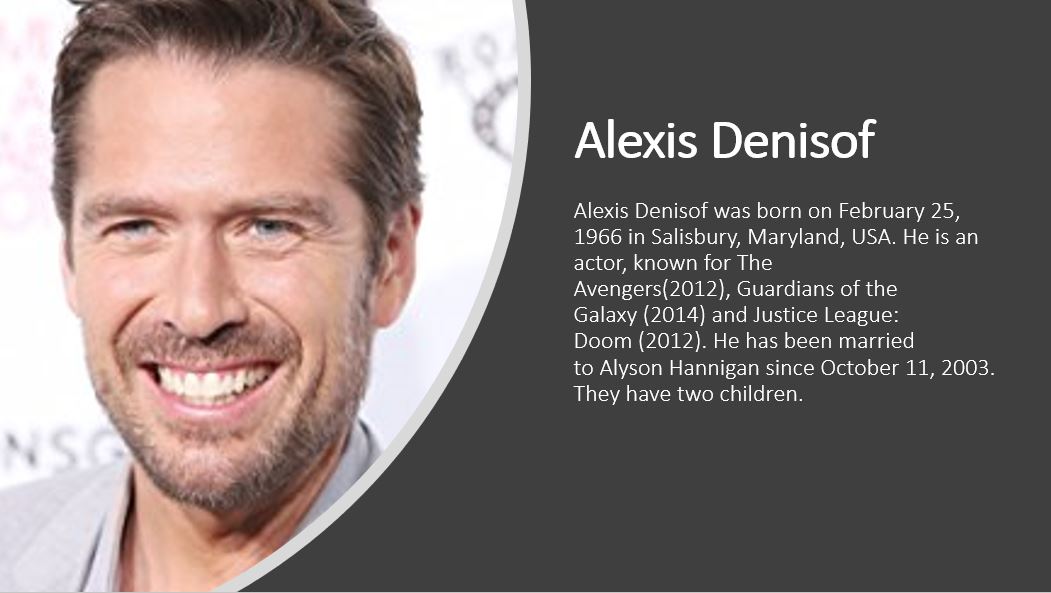 Alexis Denisof
Alexis Denisof was born on February 25,
1966 in Salisbury, Maryland, USA. He is an
actor, known for The
Avengers(2012), Guardians of the
Galaxy (2014) and Justice League:
Doom (2012). He has been married
to Alyson Hannigan since October 11, 2003.
They have two children.